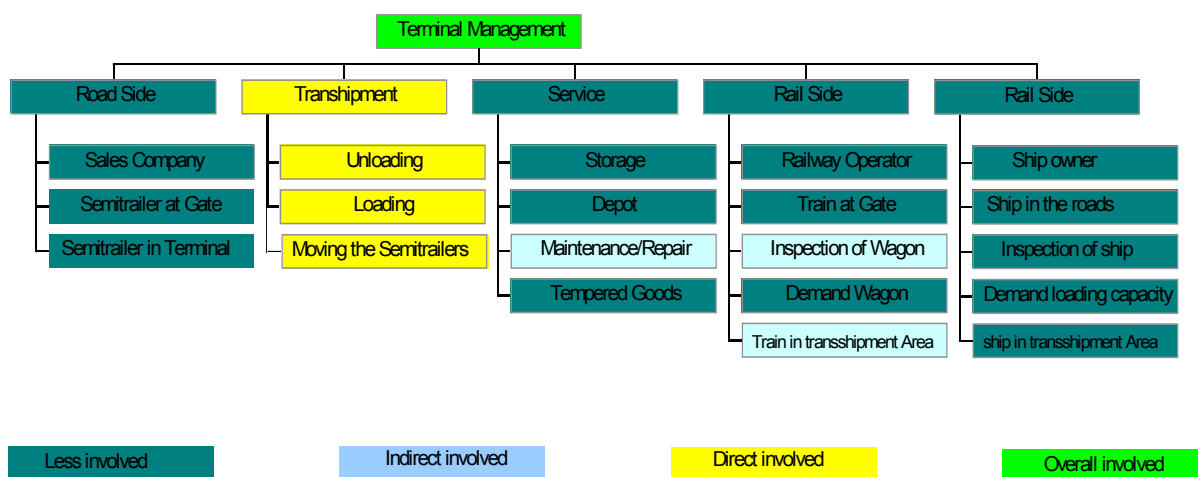 Terminal Management
Road Side
Transhipment
Service
Rail Side
Rail Side
Sales Company
Unloading
Storage
Railway Operator
Ship owner
Semitrailer at Gate
Loading
Depot
Train at Gate
Ship in the roads
Semitrailer in Terminal
Moving the Semitrailers
Maintenance/Repair
Inspection of Wagon
Inspection of ship
Tempered Goods
Demand Wagon
Demand loading capacity
Train in transshipment Area
ship in transshipment Area
Less involved
Indirect involved
Direct involved
Overall involved